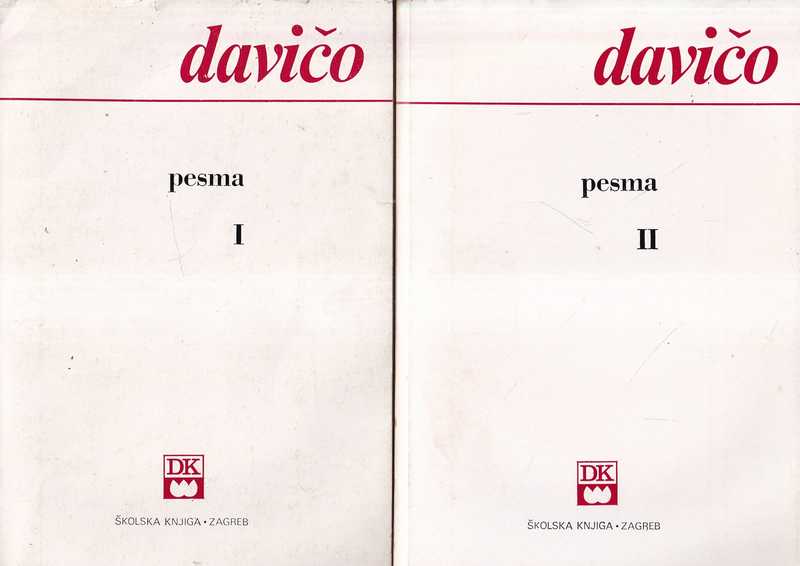 davičo
pesma
I
DK
ŠKOLSKA KNJIGA • ZAGREB
davičo
pesma
II
DK
ŠKOLSKA KNJIGA • ZAGREB